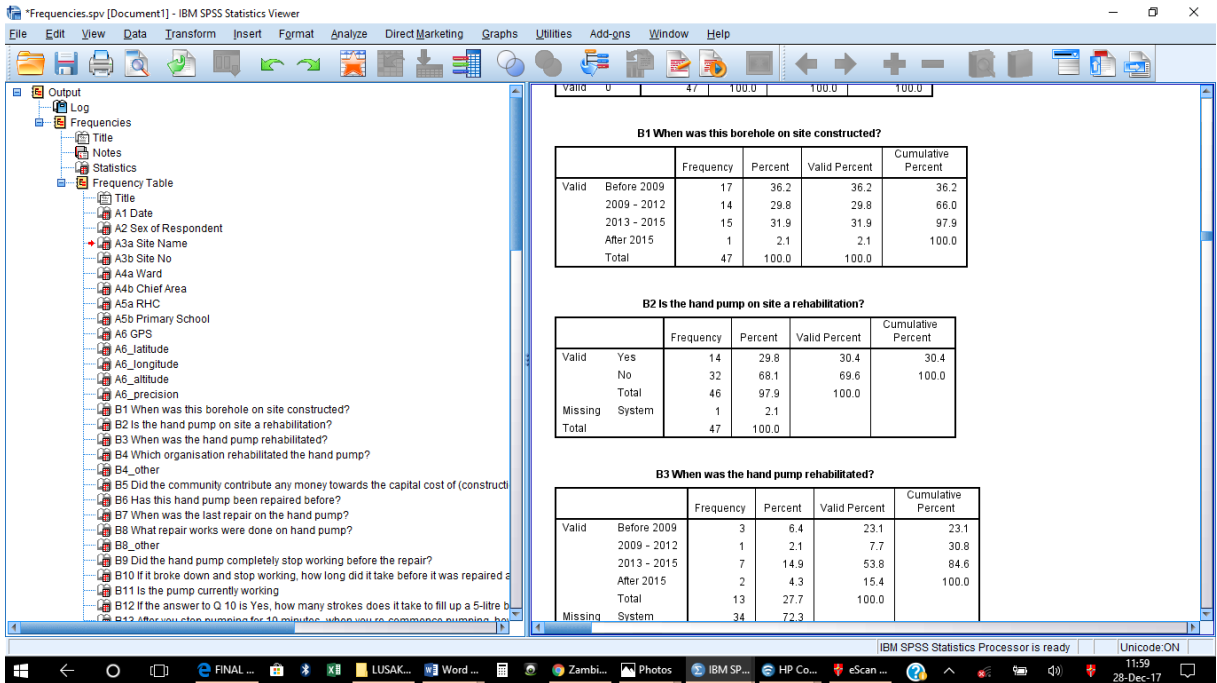 *Frequencies.spv [Document1] - IBM SPSS Statistics Viewer
File Edit View Data Transform Insert Format Analyze Direct Marketing Graphs Utilities Add-ons Window Help
Output
Log
Frequencies
Title
Notes
Statistics
Frequency Table
Title
A1 Date
A2 Sex of Respondent
A3a Site Name
A3b Site No
A4a Ward
A4b Chief Area
A5a RHC
A5b Primary School
A6 GPS
A6_latitude
A6_longitude
A6_altitude
A6_precision
B1 When was this borehole on site constructed?
B2 Is the hand pump on site a rehabilitation?
B3 When was the hand pump rehabilitated?
B4 Which organisation rehabilitated the hand pump?
B4_other
B5 Did the community contribute any money towards the capital cost of (constructi
B6 Has this hand pump been repaired before?
B7 When was the last repair on the hand pump?
B8 What repair works were done on hand pump?
B8_other
B9 Did the hand pump completely stop working before the repair?
B10 If it broke down and stop working, how long did it take before it was repaired a
B11 Is the pump currently working
B12 If the answer to Q 10 is Yes, how many strokes does it take to fill up a 5-litre b
B13 After you stop pumping for 10 minutes, when you re-commence pumping, how
Valid 0 47 100.0 100.0 100.0
B1 When was this borehole on site constructed?
Frequency Percent Valid Percent Cumulative Percent
Valid Before 2009 17 36.2 36.2 36.2
2009 - 2012 14 29.8 29.8 66.0
2013 - 2015 15 31.9 31.9 97.9
After 2015 1 2.1 2.1 100.0
Total 47 100.0 100.0
B2 Is the hand pump on site a rehabilitation?
Frequency Percent Valid Percent Cumulative Percent
Valid Yes 14 29.8 30.4 30.4
No 32 68.1 69.6 100.0
Total 46 97.9 100.0
Missing System 1 2.1
Total 47 100.0
B3 When was the hand pump rehabilitated?
Frequency Percent Valid Percent Cumulative Percent
Valid Before 2009 3 6.4 23.1 23.1
2009 - 2012 1 2.1 7.7 30.8
2013 - 2015 7 14.9 53.8 84.6
After 2015 2 4.3 15.4 100.0
Total 13 27.7 100.0
Missing System 34 72.3
IBM SPSS Statistics Processor is ready Unicode:ON
FINAL ... LUSAK... Word ... Zambi... Photos IBM SP... HP Co... eScan ... 11:59
28-Dec-17